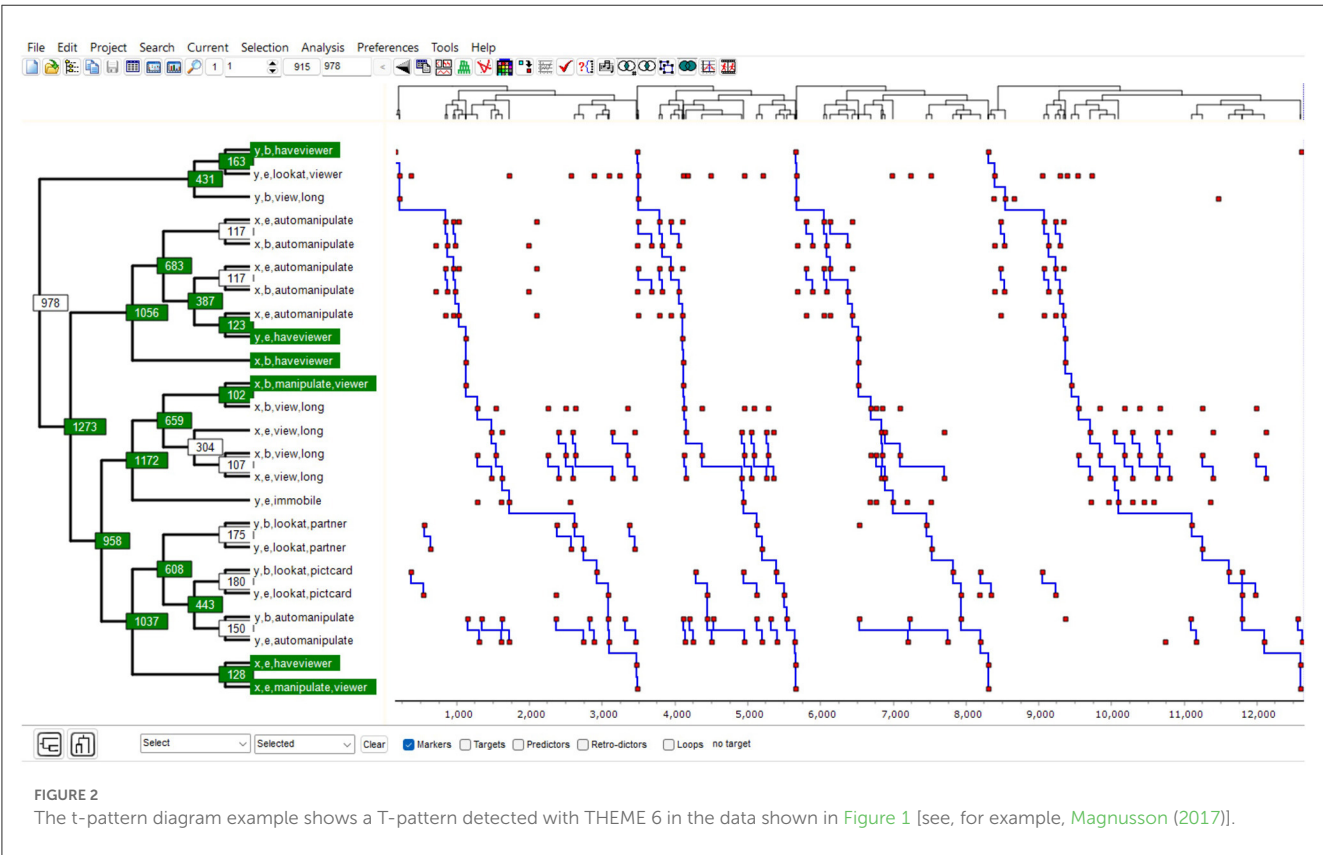 File Edit Project Search Current Selection Analysis Preferences Tools Help
1 1 915 978
y,b,haveviewer
163
y,e,lookat,viewer
431
y,b,view,long
x,e,automanipulate
117
x,b,automanipulate
683
x,e,automanipulate
117
x,b,automanipulate
387
978
1056
x,e,automanipulate
123
y,e,haveviewer
x,b,haveviewer
x,b,manipulate,viewer
102
x,b,view,long
659
1273
x,e,view,long
304
1172
x,b,view,long
107
x,e,view,long
y,e,immobile
y,b,lookat,partner
175
958
y,e,lookat,partner
608
y,b,lookat,pictcard
180
y,e,lookat,pictcard
443
1037
y,b,automanipulate
150
y,e,automanipulate
x,e,haveviewer
128
x,e,manipulate,viewer
1,000 2,000 3,000 4,000 5,000 6,000 7,000 8,000 9,000 10,000 11,000 12,000
Select Selected Clear Markers Targets Predictors Retro-dictors Loops no target
FIGURE 2
The t-pattern diagram example shows a T-pattern detected with THEME 6 in the data shown in Figure 1 [see, for example, Magnusson (2017)].